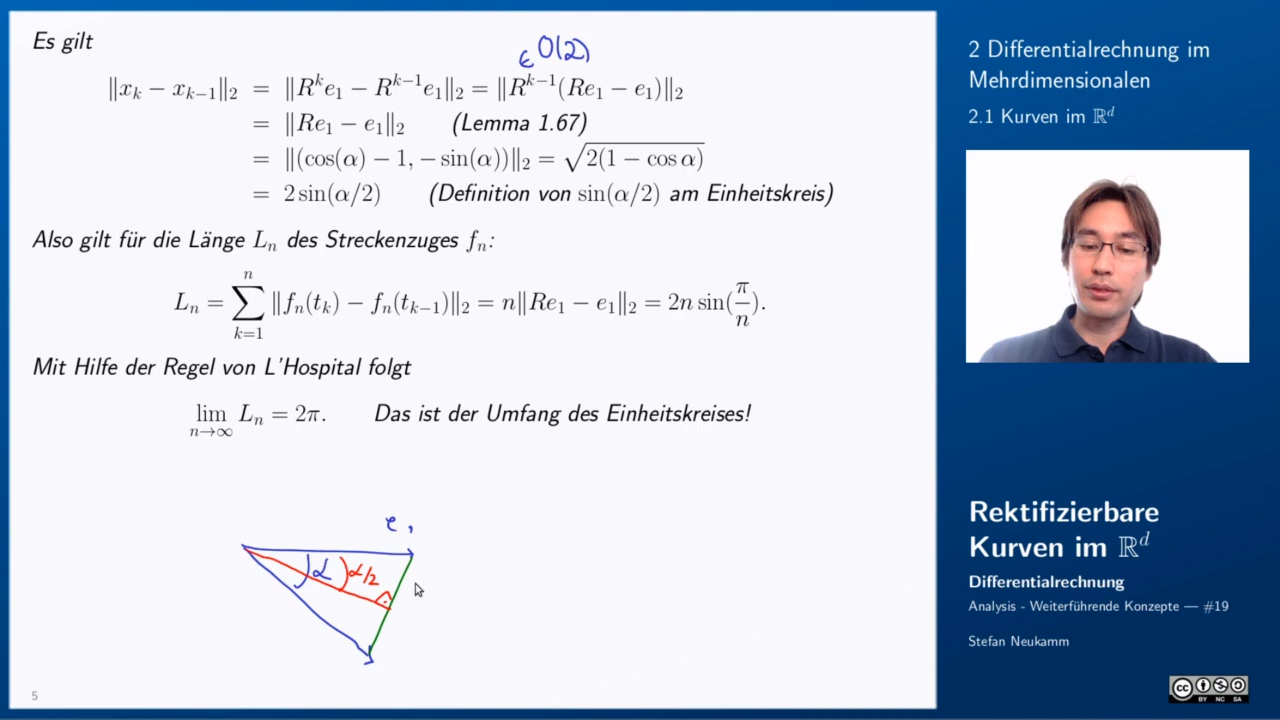 Es gilt
∈ O(2)
‖x_k − x_{k−1}‖_2 = ‖R^k e_1 − R^{k−1} e_1‖_2 = ‖R^{k−1}(Re_1 − e_1)‖_2
= ‖Re_1 − e_1‖_2 (Lemma 1.67)
= ‖(cos(α) − 1, − sin(α))‖_2 = √(2(1 − cos α))
= 2 sin(α/2) (Definition von sin(α/2) am Einheitskreis)
Also gilt für die Länge L_n des Streckenzuges f_n:
L_n = ∑_{k=1}^{n} ‖f_n(t_k) − f_n(t_{k−1})‖_2 = n‖Re_1 − e_1‖_2 = 2n sin(π/n).
Mit Hilfe der Regel von L'Hospital folgt
lim_{n→∞} L_n = 2π. Das ist der Umfang des Einheitskreises!
e_1
α α/2
5
2 Differentialrechnung im
Mehrdimensionalen
2.1 Kurven im ℝ^d
Rektifizierbare
Kurven im ℝ^d
Differentialrechnung
Analysis - Weiterführende Konzepte — #19
Stefan Neukamm
cc
BY NC SA